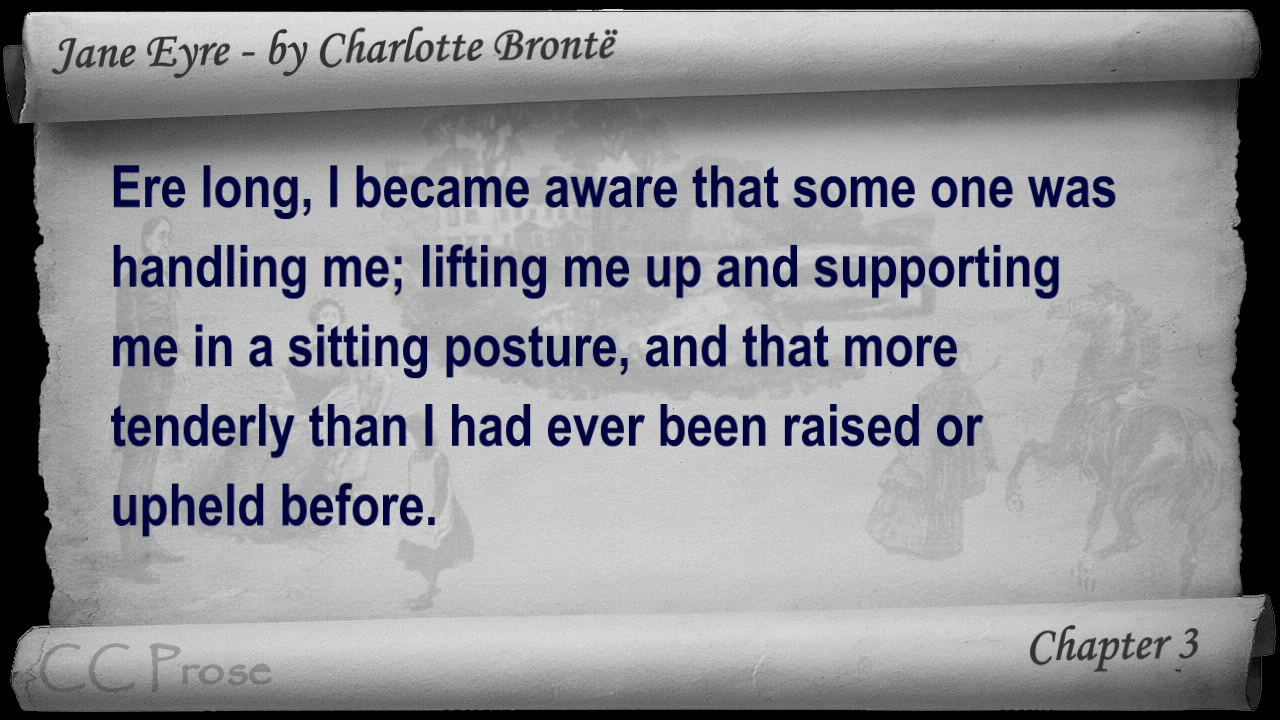 Jane Eyre - by Charlotte Brontë
Ere long, I became aware that some one was
handling me; lifting me up and supporting
me in a sitting posture, and that more
tenderly than I had ever been raised or
upheld before.
Chapter 3
CC Prose